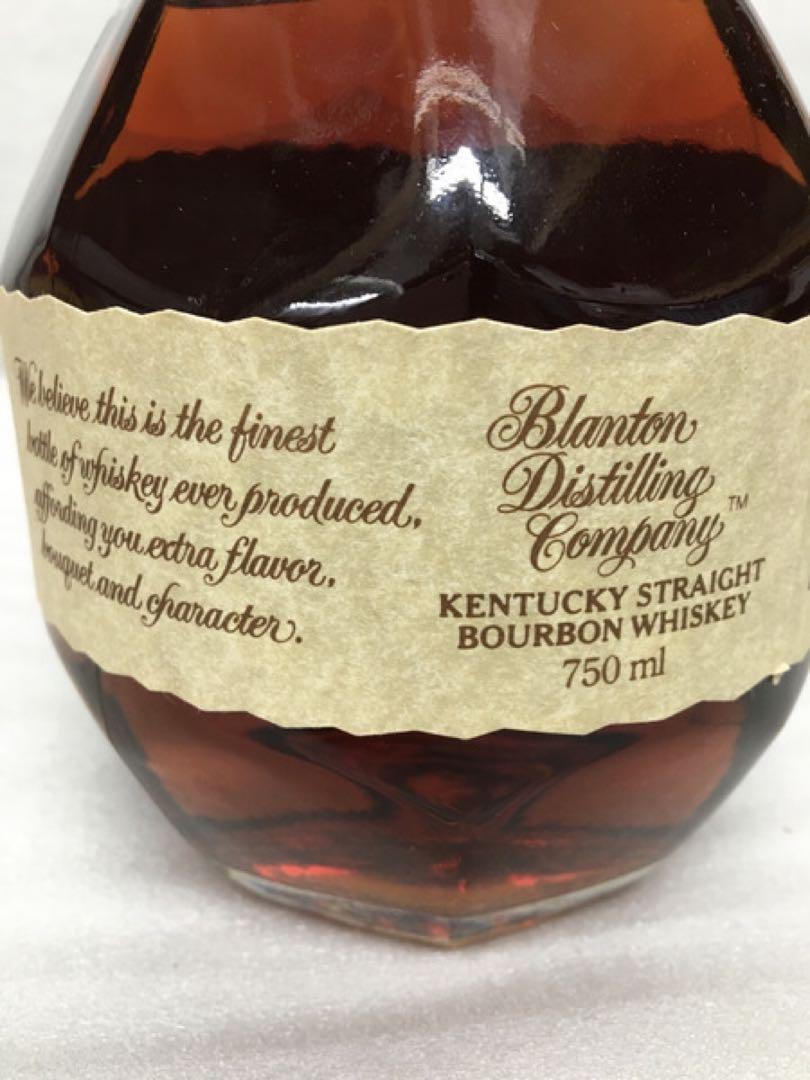 We believe this is the finest
bottle of whiskey ever produced,
affording you extra flavor,
bouquet and character.
Blanton
Distilling
Company™
KENTUCKY STRAIGHT
BOURBON WHISKEY
750 ml